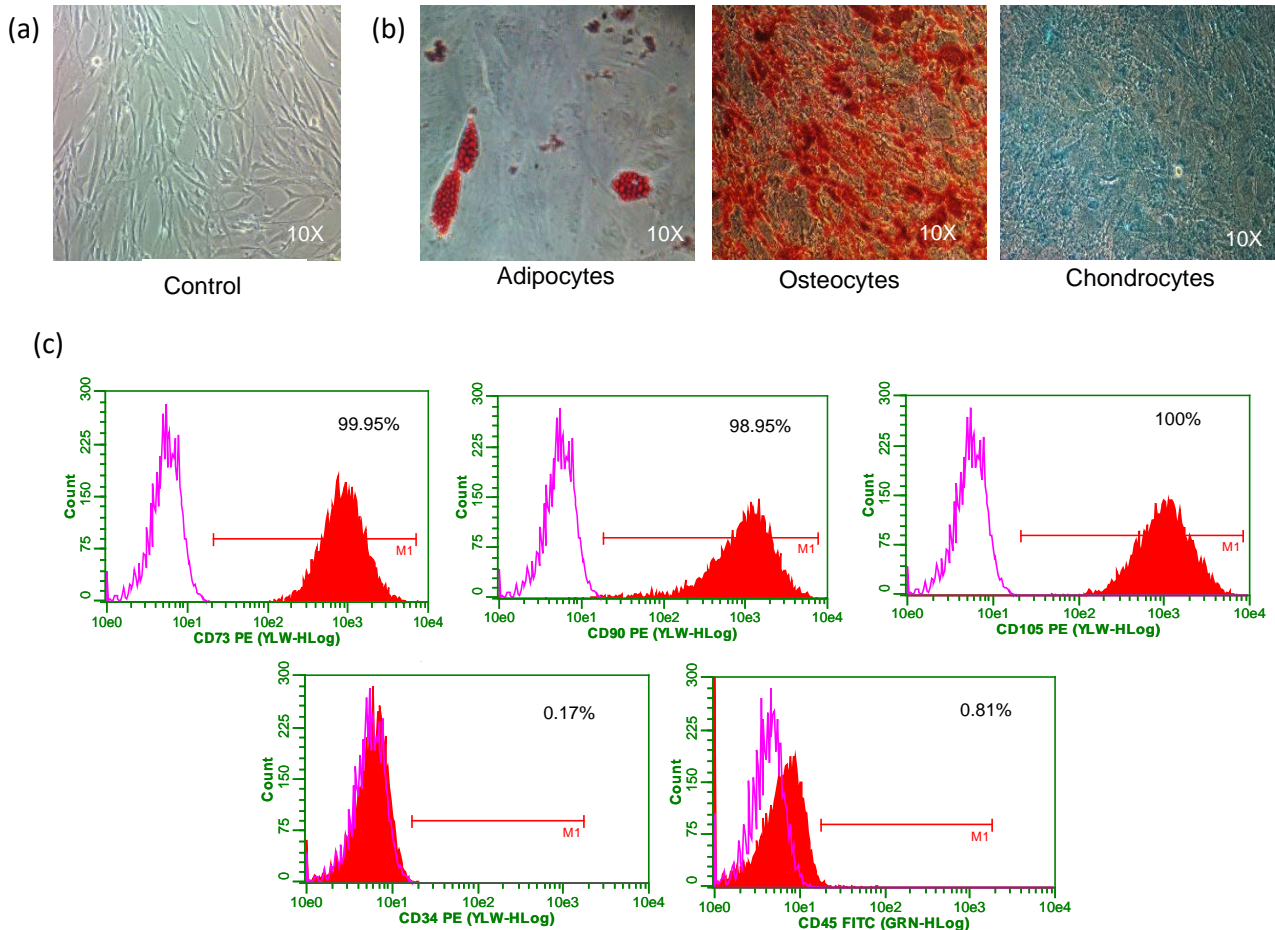 (a)
(b)
10X
10X
10X
10X
Control
Adipocytes
Osteocytes
Chondrocytes
(c)
300
225
150
75
0
Count
99.95%
M1
10e0 10e1 10e2 10e3 10e4
CD73 PE (YLW-HLog)
300
225
150
75
0
Count
98.95%
M1
10e0 10e1 10e2 10e3 10e4
CD90 PE (YLW-HLog)
300
225
150
75
0
Count
100%
M1
10e0 10e1 10e2 10e3 10e4
CD105 PE (YLW-HLog)
300
225
150
75
0
Count
0.17%
M1
10e0 10e1 10e2 10e3 10e4
CD34 PE (YLW-HLog)
300
225
150
75
0
Count
0.81%
M1
10e0 10e1 10e2 10e3 10e4
CD45 FITC (GRN-HLog)